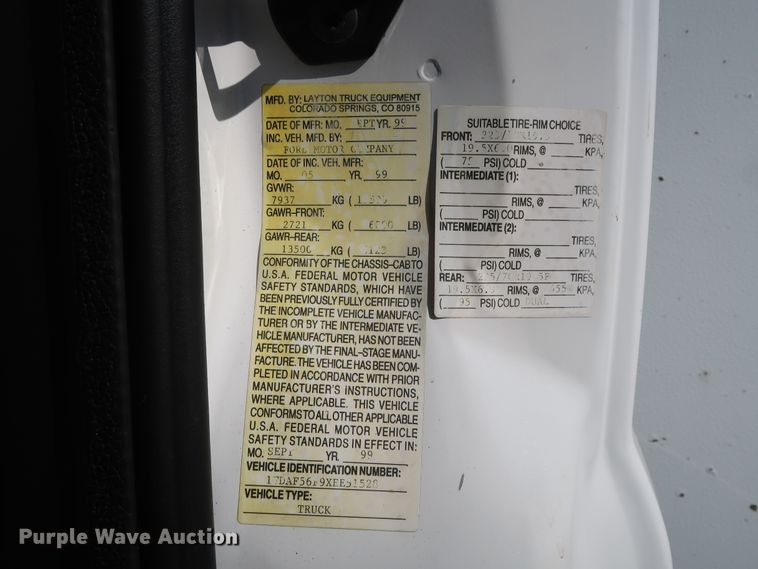 MFD. BY: LAYTON TRUCK EQUIPMENT
COLORADO SPRINGS, CO 80915
DATE OF MFR: MO. YR. 99
INC. VEH. MFD. BY:
FORD MOTOR COMPANY
DATE OF INC. VEH. MFR:
MO. 05 YR. 99
GVWR:
7937 KG ( LB)
GAWR-FRONT:
2721 KG ( LB)
GAWR-REAR:
13500 KG ( LB)
CONFORMITY OF THE CHASSIS-CAB TO
U.S.A. FEDERAL MOTOR VEHICLE
SAFETY STANDARDS, WHICH HAVE
BEEN PREVIOUSLY FULLY CERTIFIED BY
THE INCOMPLETE VEHICLE MANUFAC-
TURER OR BY THE INTERMEDIATE VE-
HICLE MANUFACTURER, HAS NOT BEEN
AFFECTED BY THE FINAL-STAGE MANU-
FACTURE. THE VEHICLE HAS BEEN COM-
PLETED IN ACCORDANCE WITH PRIOR
MANUFACTURER'S INSTRUCTIONS,
WHERE APPLICABLE. THIS VEHICLE
CONFORMS TO ALL OTHER APPLICABLE
U.S.A. FEDERAL MOTOR VEHICLE
SAFETY STANDARDS IN EFFECT IN:
MO. SEPT YR. 99
VEHICLE IDENTIFICATION NUMBER:
VEHICLE TYPE:
TRUCK
SUITABLE TIRE-RIM CHOICE
FRONT: TIRES,
RIMS, @ KPA,
( PSI) COLD
INTERMEDIATE (1):
TIRES,
RIMS, @ KPA,
( PSI) COLD
INTERMEDIATE (2):
TIRES,
RIMS, @ KPA,
( PSI) COLD
REAR: TIRES,
RIMS, @ KPA,
( 95 PSI) COLD DUAL
Purple Wave Auction